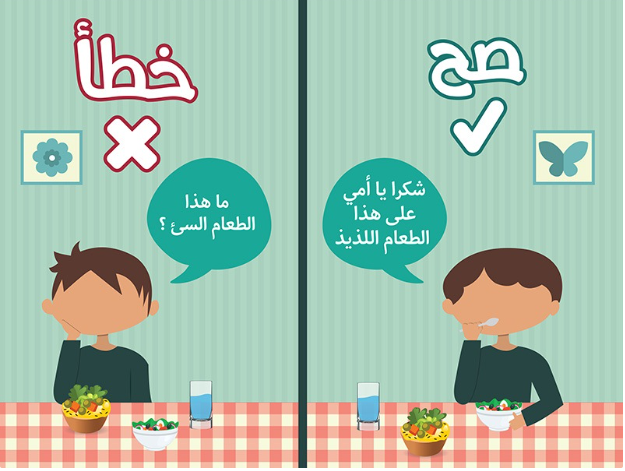 صح
شكرا يا أمي
على هذا
الطعام اللذيذ
خطأ
ما هذا
الطعام السئ ؟